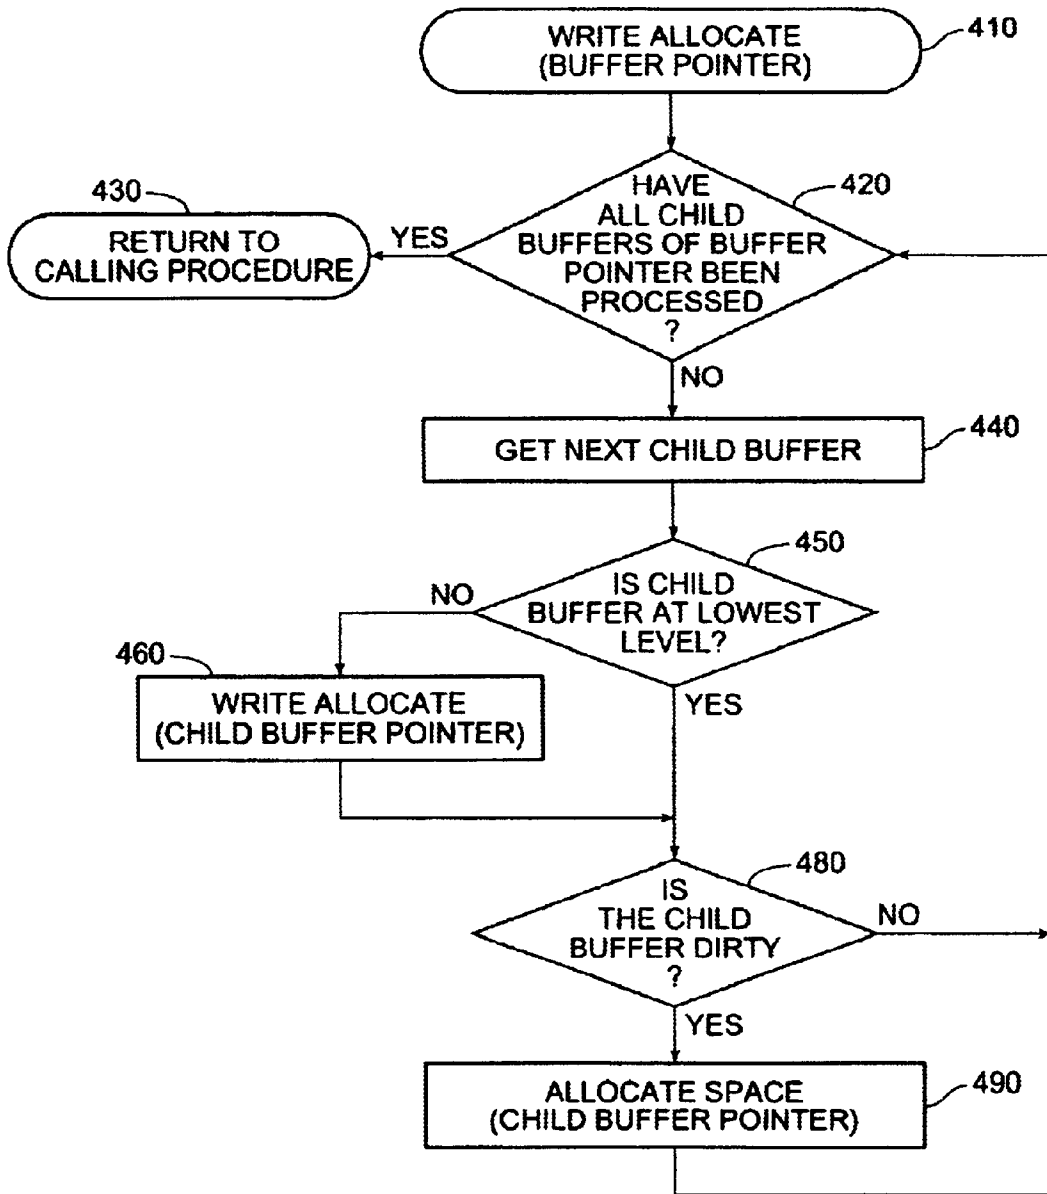 WRITE ALLOCATE
(BUFFER POINTER)
410
HAVE
ALL CHILD
BUFFERS OF BUFFER
POINTER BEEN
PROCESSED
?
420
430
RETURN TO
CALLING PROCEDURE
YES
NO
GET NEXT CHILD BUFFER
440
450
IS CHILD
BUFFER AT LOWEST
LEVEL?
NO
YES
460
WRITE ALLOCATE
(CHILD BUFFER POINTER)
480
IS
THE CHILD
BUFFER DIRTY
?
NO
YES
ALLOCATE SPACE
(CHILD BUFFER POINTER)
490